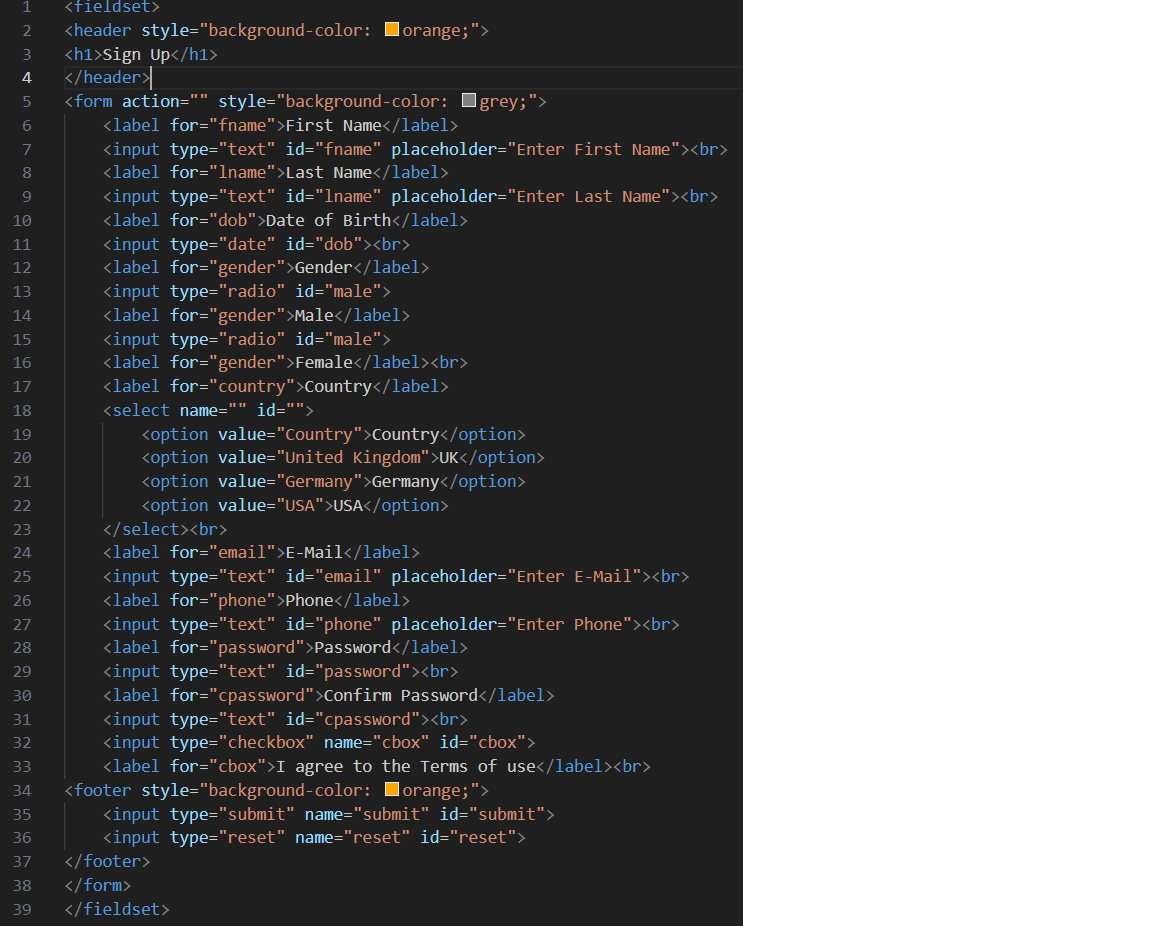 1 <fieldset>
2 <header style="background-color: orange;">
3 <h1>Sign Up</h1>
4 </header>
5 <form action="" style="background-color: grey;">
6     <label for="fname">First Name</label>
7     <input type="text" id="fname" placeholder="Enter First Name"><br>
8     <label for="lname">Last Name</label>
9     <input type="text" id="lname" placeholder="Enter Last Name"><br>
10     <label for="dob">Date of Birth</label>
11     <input type="date" id="dob"><br>
12     <label for="gender">Gender</label>
13     <input type="radio" id="male">
14     <label for="gender">Male</label>
15     <input type="radio" id="male">
16     <label for="gender">Female</label><br>
17     <label for="country">Country</label>
18     <select name="" id="">
19         <option value="Country">Country</option>
20         <option value="United Kingdom">UK</option>
21         <option value="Germany">Germany</option>
22         <option value="USA">USA</option>
23     </select><br>
24     <label for="email">E-Mail</label>
25     <input type="text" id="email" placeholder="Enter E-Mail"><br>
26     <label for="phone">Phone</label>
27     <input type="text" id="phone" placeholder="Enter Phone"><br>
28     <label for="password">Password</label>
29     <input type="text" id="password"><br>
30     <label for="cpassword">Confirm Password</label>
31     <input type="text" id="cpassword"><br>
32     <input type="checkbox" name="cbox" id="cbox">
33     <label for="cbox">I agree to the Terms of use</label><br>
34 <footer style="background-color: orange;">
35     <input type="submit" name="submit" id="submit">
36     <input type="reset" name="reset" id="reset">
37 </footer>
38 </form>
39 </fieldset>